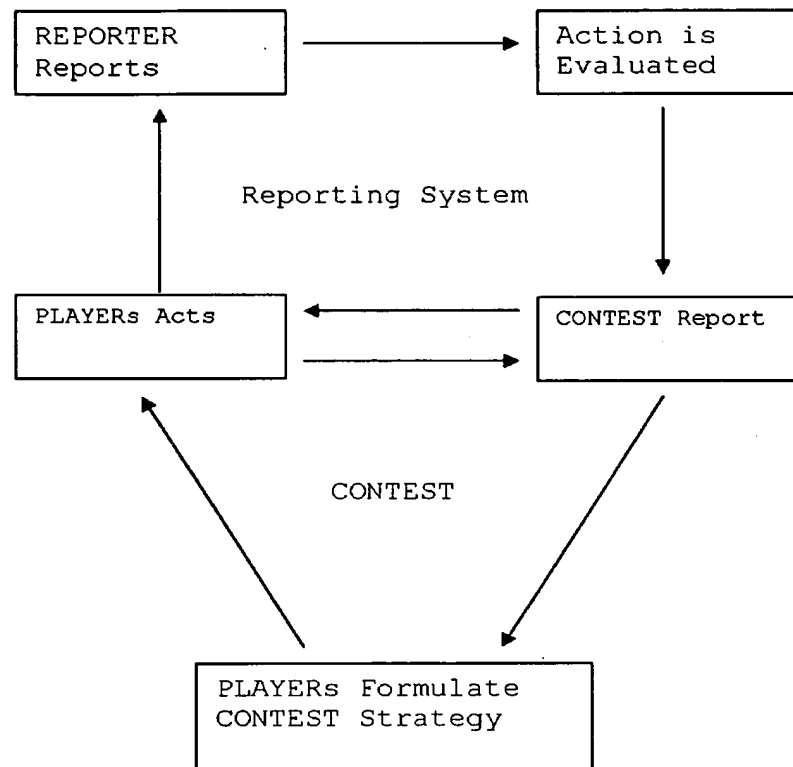 REPORTER
Reports
Action is
Evaluated
Reporting System
PLAYERs Acts
CONTEST Report
CONTEST
PLAYERs Formulate
CONTEST Strategy